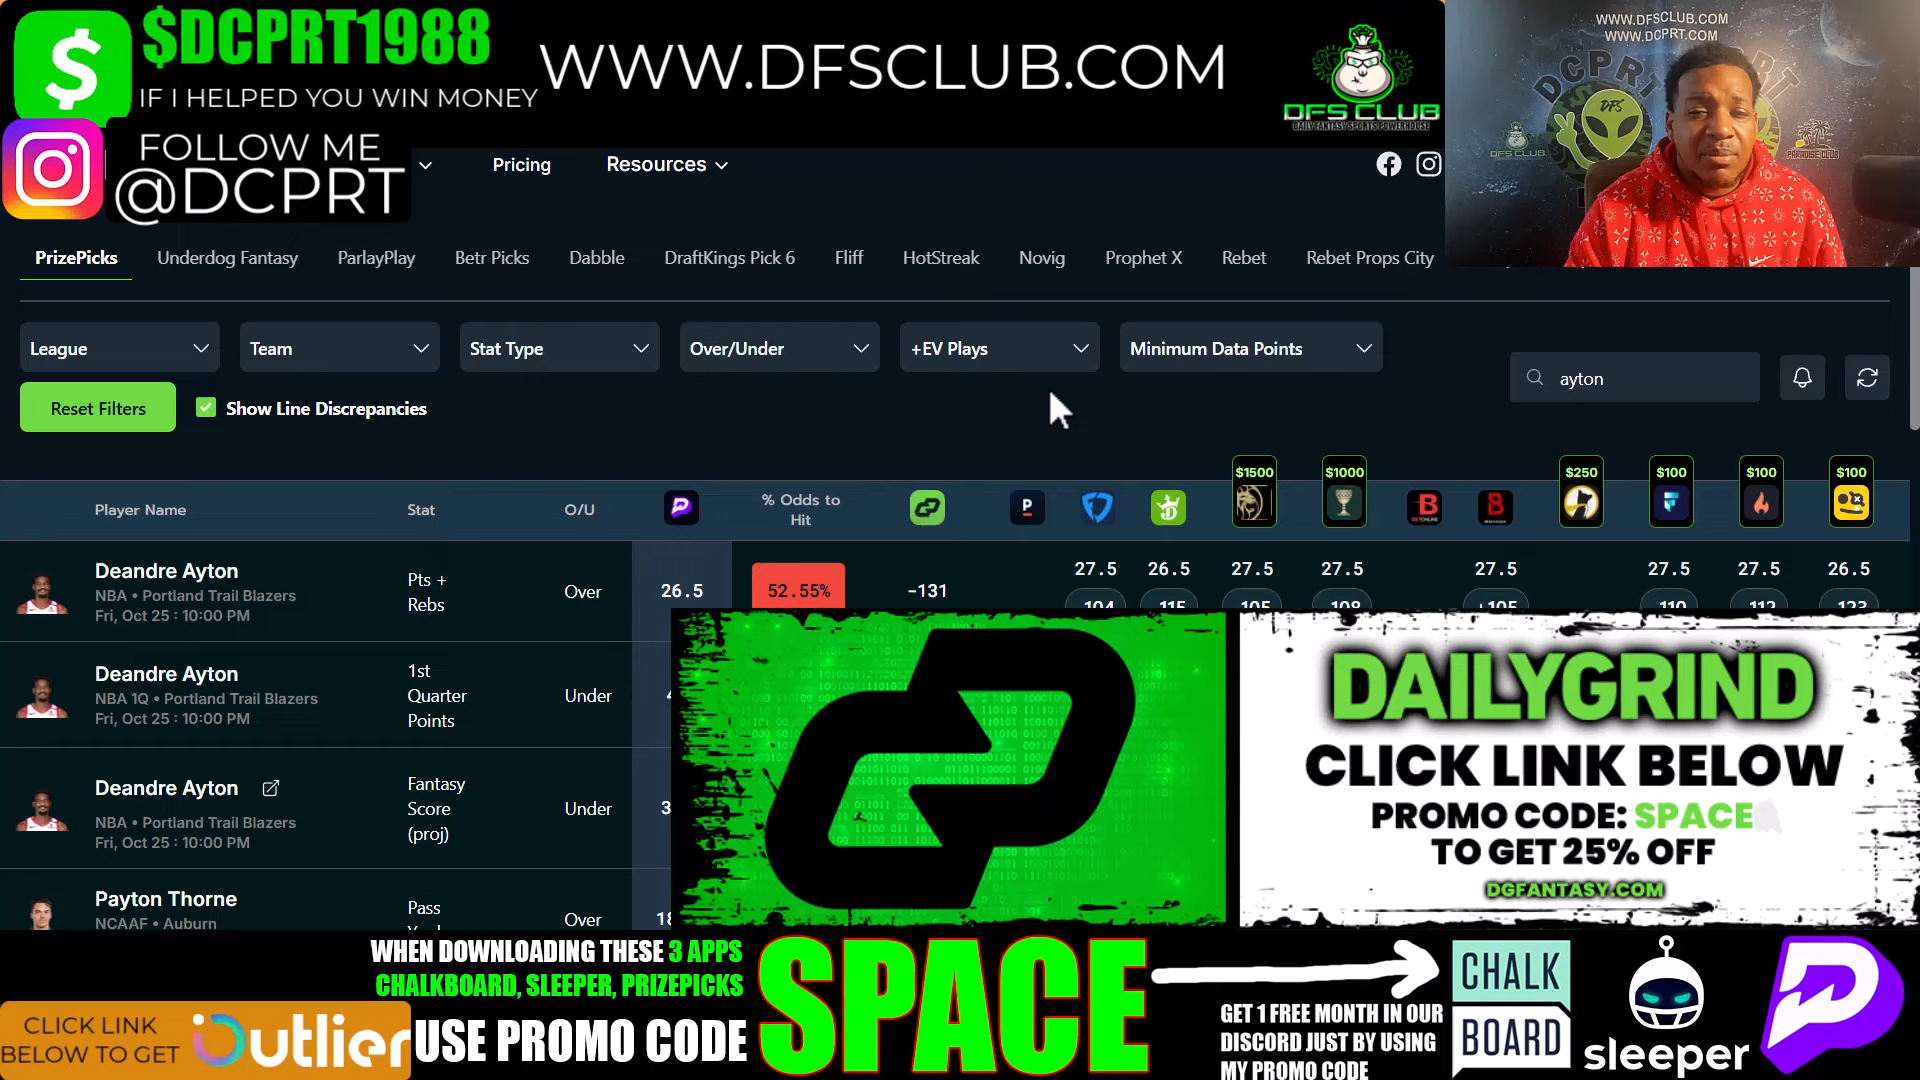 $DCPRT1988
IF I HELPED YOU WIN MONEY
WWW.DFSCLUB.COM
DFS CLUB
DAILY FANTASY SPORTS POWERHOUSE
WWW.DFSCLUB.COM
WWW.DCPRT.COM
DCPRT
DFS
DFS CLUB
FOLLOW ME
@DCPRT
Pricing
Resources
PrizePicks
Underdog Fantasy
ParlayPlay
Betr Picks
Dabble
DraftKings Pick 6
Fliff
HotStreak
Novig
Prophet X
Rebet
Rebet Props City
League
Team
Stat Type
Over/Under
+EV Plays
Minimum Data Points
ayton
Reset Filters
Show Line Discrepancies
$1500
$1000
$250
$100
$100
$100
Player Name
Stat
O/U
% Odds to
Hit
Deandre Ayton
NBA • Portland Trail Blazers
Fri, Oct 25 : 10:00 PM
Pts +
Rebs
Over
26.5
52.55%
-131
27.5
26.5
27.5
27.5
27.5
27.5
27.5
26.5
Deandre Ayton
NBA 1Q • Portland Trail Blazers
Fri, Oct 25 : 10:00 PM
1st
Quarter
Points
Under
Deandre Ayton
NBA • Portland Trail Blazers
Fri, Oct 25 : 10:00 PM
Fantasy
Score
(proj)
Under
Payton Thorne
NCAAF • Auburn
Pass
Over
DAILYGRIND
CLICK LINK BELOW
PROMO CODE: SPACE
TO GET 25% OFF
DGFANTASY.COM
WHEN DOWNLOADING THESE 3 APPS
CHALKBOARD, SLEEPER, PRIZEPICKS
USE PROMO CODE
SPACE
CLICK LINK
BELOW TO GET
Outlier
GET 1 FREE MONTH IN OUR
DISCORD JUST BY USING
MY PROMO CODE
CHALK
BOARD
sleeper